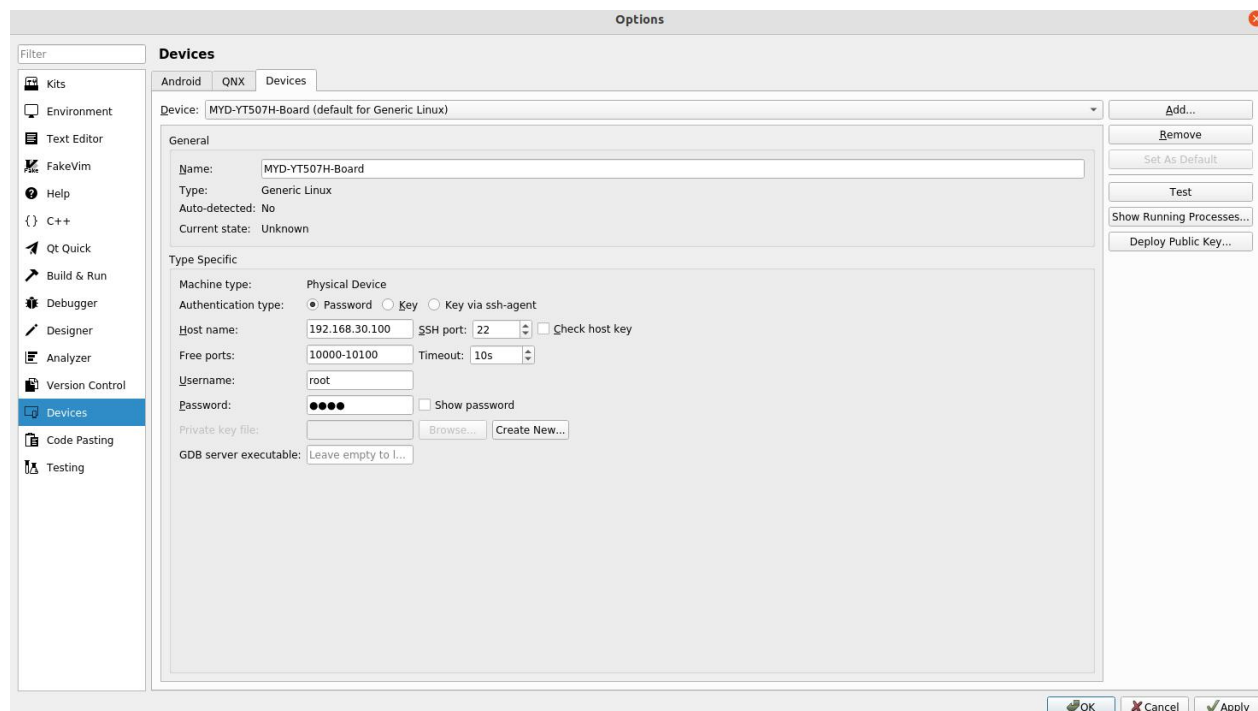 Options
Filter
Kits
Environment
Text Editor
FakeVim
Help
{} C++
Qt Quick
Build & Run
Debugger
Designer
Analyzer
Version Control
Devices
Code Pasting
Testing
Devices
Android QNX Devices
Device: MYD-YT507H-Board (default for Generic Linux)
General
Name: MYD-YT507H-Board
Type: Generic Linux
Auto-detected: No
Current state: Unknown
Type Specific
Machine type: Physical Device
Authentication type: Password Key Key via ssh-agent
Host name: 192.168.30.100 SSH port: 22 Check host key
Free ports: 10000-10100 Timeout: 10s
Username: root
Password: ●●●● Show password
Private key file: Browse... Create New...
GDB server executable: Leave empty to l...
Add...
Remove
Set As Default
Test
Show Running Processes...
Deploy Public Key...
OK Cancel Apply